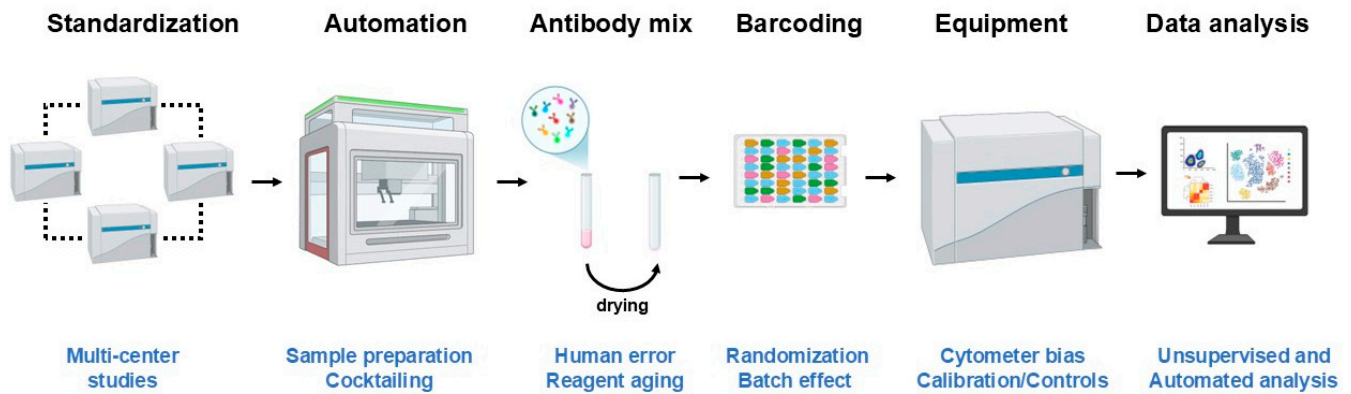 Standardization
Automation
Antibody mix
Barcoding
Equipment
Data analysis
drying
Multi-center
studies
Sample preparation
Cocktailing
Human error
Reagent aging
Randomization
Batch effect
Cytometer bias
Calibration/Controls
Unsupervised and
Automated analysis